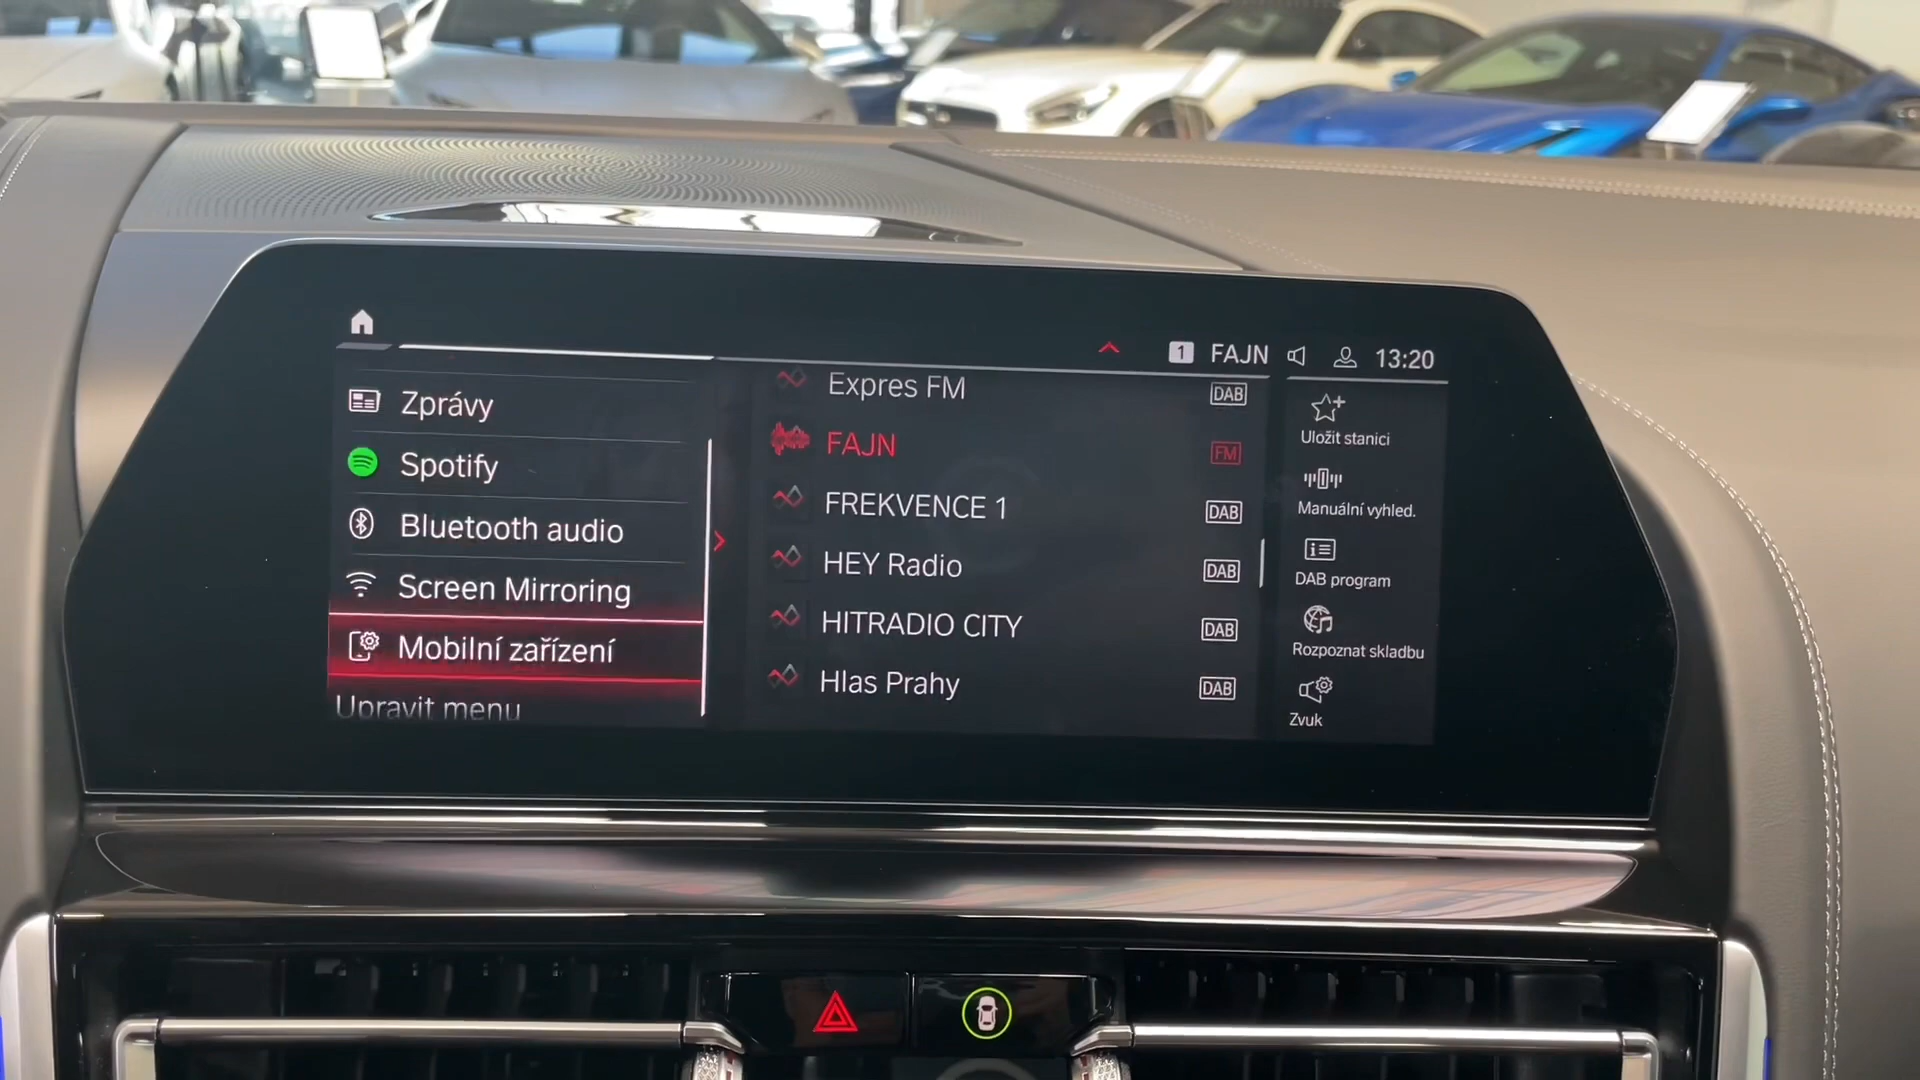 1 FAJN 13:20
Zprávy
Spotify
Bluetooth audio
Screen Mirroring
Mobilní zařízení
Upravit menu
Expres FM DAB
FAJN FM
FREKVENCE 1 DAB
HEY Radio DAB
HITRADIO CITY DAB
Hlas Prahy DAB
Uložit stanici
Manuální vyhled.
DAB program
Rozpoznat skladbu
Zvuk